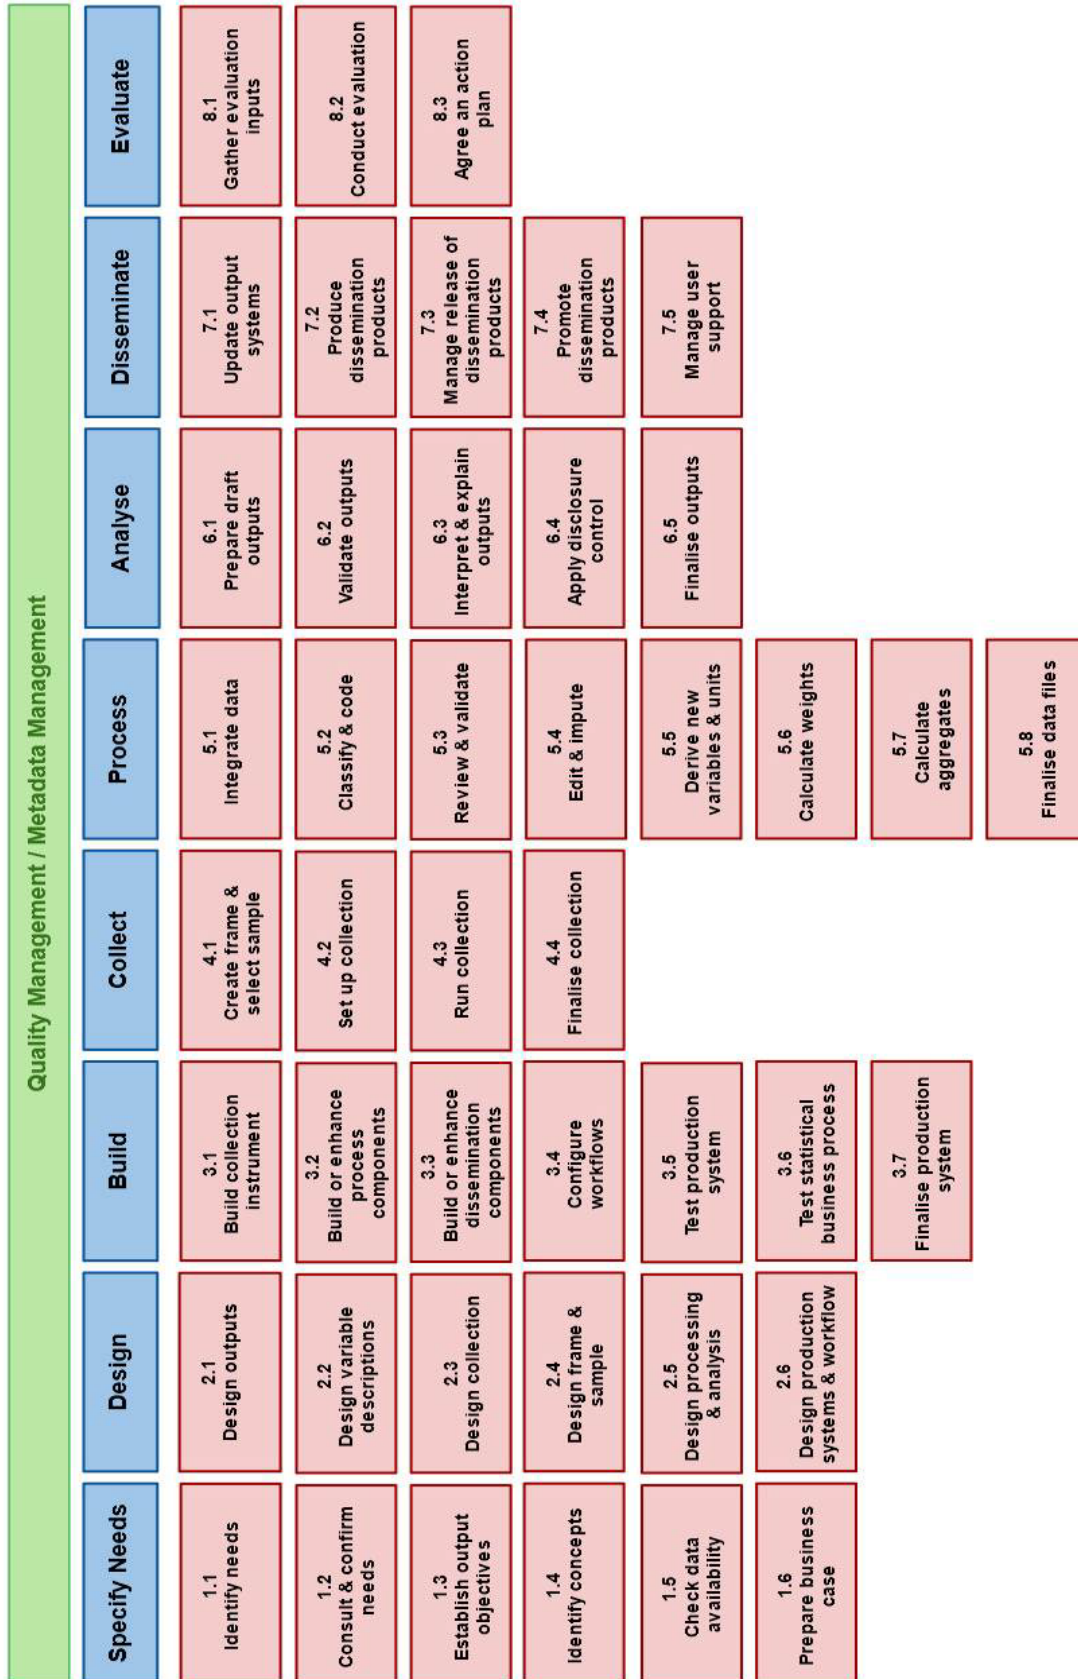 Quality Management / Metadata Management
Specify Needs
Design
Build
Collect
Process
Analyse
Disseminate
Evaluate
1.1
Identify needs
1.2
Consult & confirm
needs
1.3
Establish output
objectives
1.4
Identify concepts
1.5
Check data
availability
1.6
Prepare business
case
2.1
Design outputs
2.2
Design variable
descriptions
2.3
Design collection
2.4
Design frame &
sample
2.5
Design processing
& analysis
2.6
Design production
systems & workflow
3.1
Build collection
instrument
3.2
Build or enhance
process
components
3.3
Build or enhance
dissemination
components
3.4
Configure
workflows
3.5
Test production
system
3.6
Test statistical
business process
3.7
Finalise production
system
4.1
Create frame &
select sample
4.2
Set up collection
4.3
Run collection
4.4
Finalise collection
5.1
Integrate data
5.2
Classify & code
5.3
Review & validate
5.4
Edit & impute
5.5
Derive new
variables & units
5.6
Calculate weights
5.7
Calculate
aggregates
5.8
Finalise data files
6.1
Prepare draft
outputs
6.2
Validate outputs
6.3
Interpret & explain
outputs
6.4
Apply disclosure
control
6.5
Finalise outputs
7.1
Update output
systems
7.2
Produce
dissemination
products
7.3
Manage release of
dissemination
products
7.4
Promote
dissemination
products
7.5
Manage user
support
8.1
Gather evaluation
inputs
8.2
Conduct evaluation
8.3
Agree an action
plan